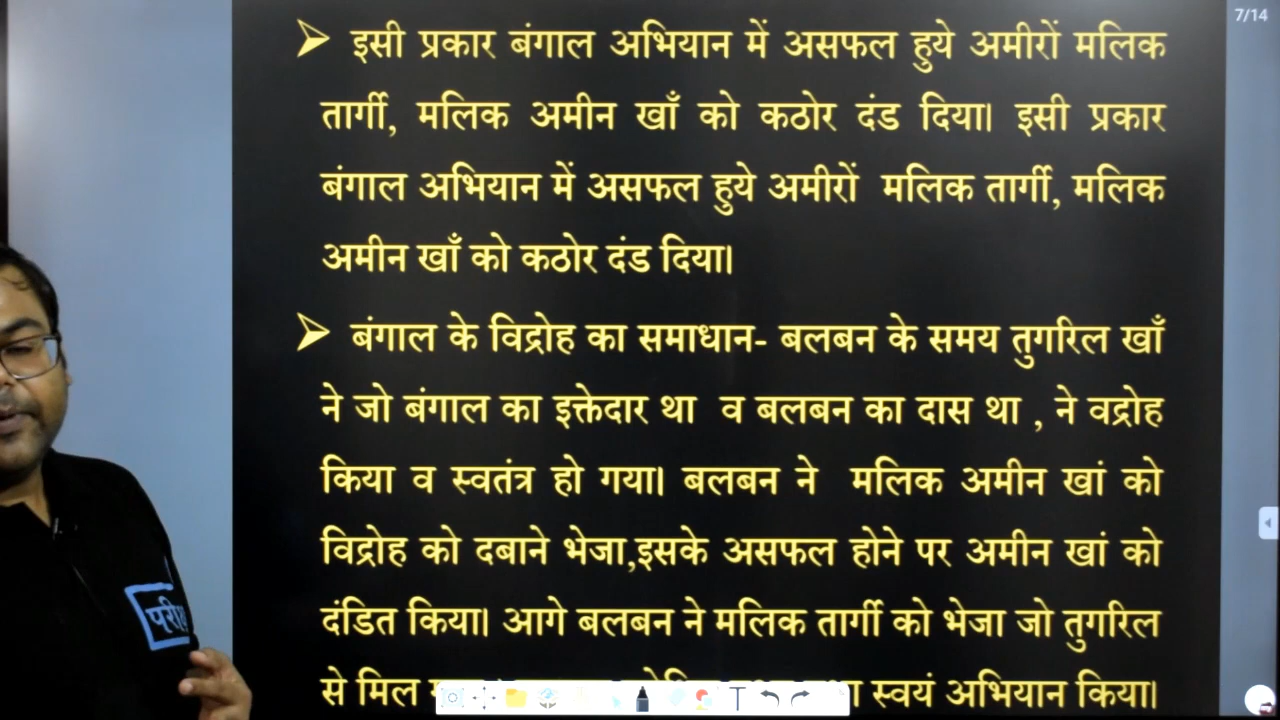 7/14
➢ इसी प्रकार बंगाल अभियान में असफल हुये अमीरों मलिक
तार्गी, मलिक अमीन खाँ को कठोर दंड दिया। इसी प्रकार
बंगाल अभियान में असफल हुये अमीरों मलिक तार्गी, मलिक
अमीन खाँ को कठोर दंड दिया।
➢ बंगाल के विद्रोह का समाधान- बलबन के समय तुगरिल खाँ
ने जो बंगाल का इक्तेदार था व बलबन का दास था , ने वद्रोह
किया व स्वतंत्र हो गया। बलबन ने मलिक अमीन खां को
विद्रोह को दबाने भेजा,इसके असफल होने पर अमीन खां को
दंडित किया। आगे बलबन ने मलिक तार्गी को भेजा जो तुगरिल
से मिल स्वयं अभियान किया।